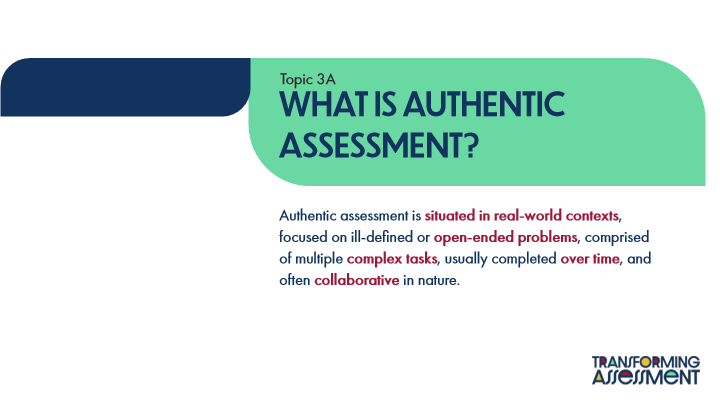 Topic 3A
WHAT IS AUTHENTIC
ASSESSMENT?
Authentic assessment is situated in real-world contexts,
focused on ill-defined or open-ended problems, comprised
of multiple complex tasks, usually completed over time, and
often collaborative in nature.
TRANSFORMING
ASSESSMENT